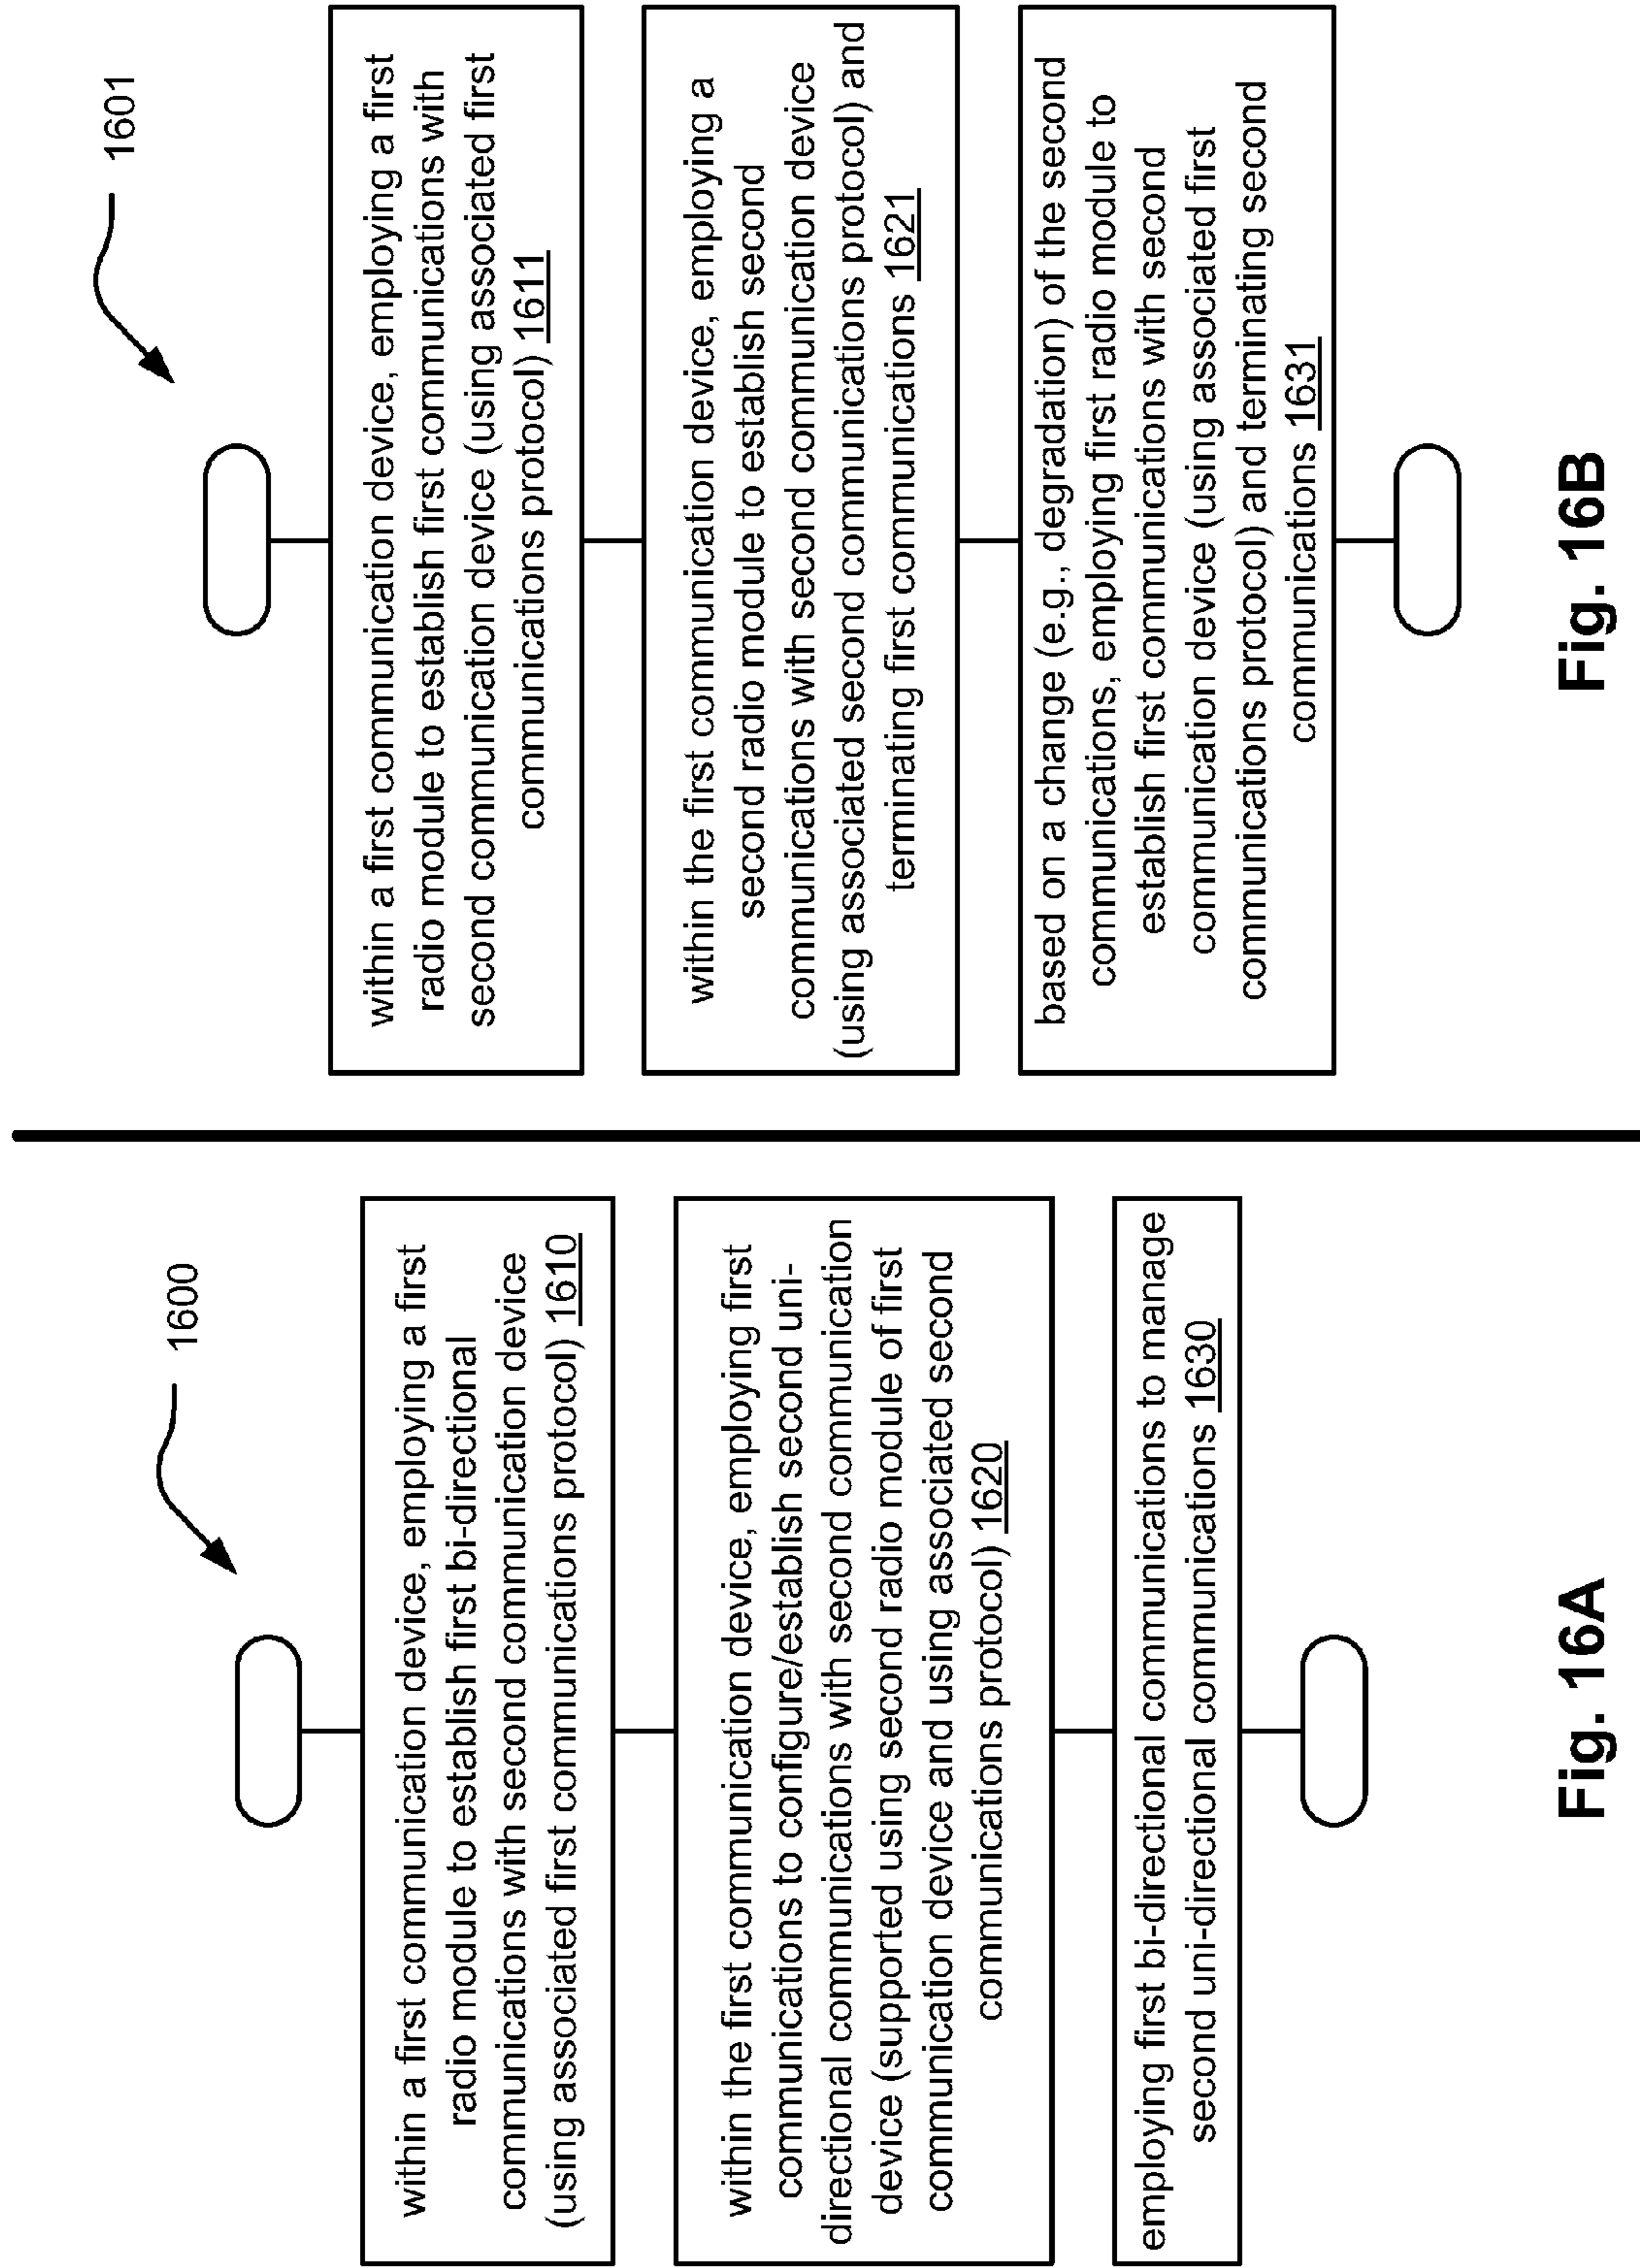 1600
within a first communication device, employing a first
radio module to establish first bi-directional
communications with second communication device
(using associated first communications protocol) 1610
within the first communication device, employing first
communications to configure/establish second uni-
directional communications with second communication
device (supported using second radio module of first
communication device and using associated second
communications protocol) 1620
employing first bi-directional communications to manage
second uni-directional communications 1630
Fig. 16A
1601
within a first communication device, employing a first
radio module to establish first communications with
second communication device (using associated first
communications protocol) 1611
within the first communication device, employing a
second radio module to establish second
communications with second communication device
(using associated second communications protocol) and
terminating first communications 1621
based on a change (e.g., degradation) of the second
communications, employing first radio module to
establish first communications with second
communication device (using associated first
communications protocol) and terminating second
communications 1631
Fig. 16B